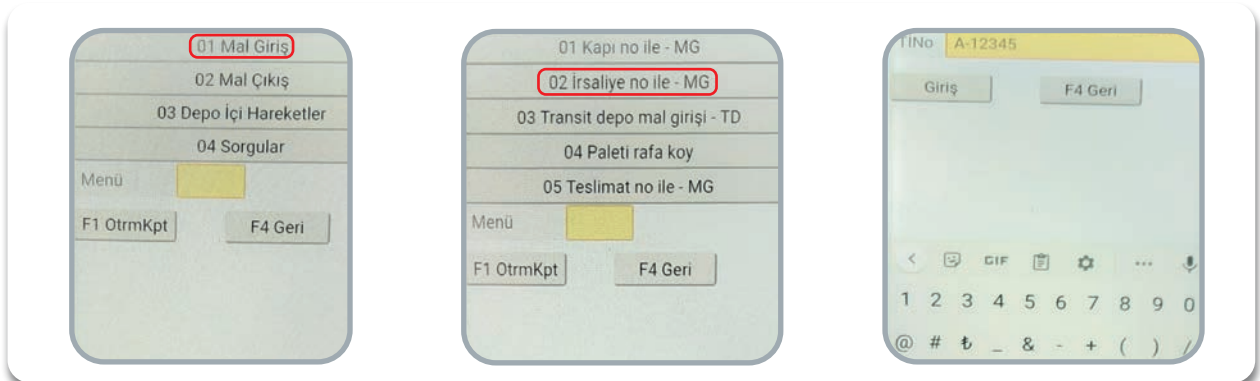 01 Mal Giriş
02 Mal Çıkış
03 Depo İçi Hareketler
04 Sorgular
Menü
F1 OtrmKpt F4 Geri
01 Kapı no ile - MG
02 İrsaliye no ile - MG
03 Transit depo mal girişi - TD
04 Paleti rafa koy
05 Teslimat no ile - MG
Menü
F1 OtrmKpt F4 Geri
A-12345
Giriş F4 Geri
GIF
1 2 3 4 5 6 7 8 9 0
@ # ₺ _ & - + ( ) /